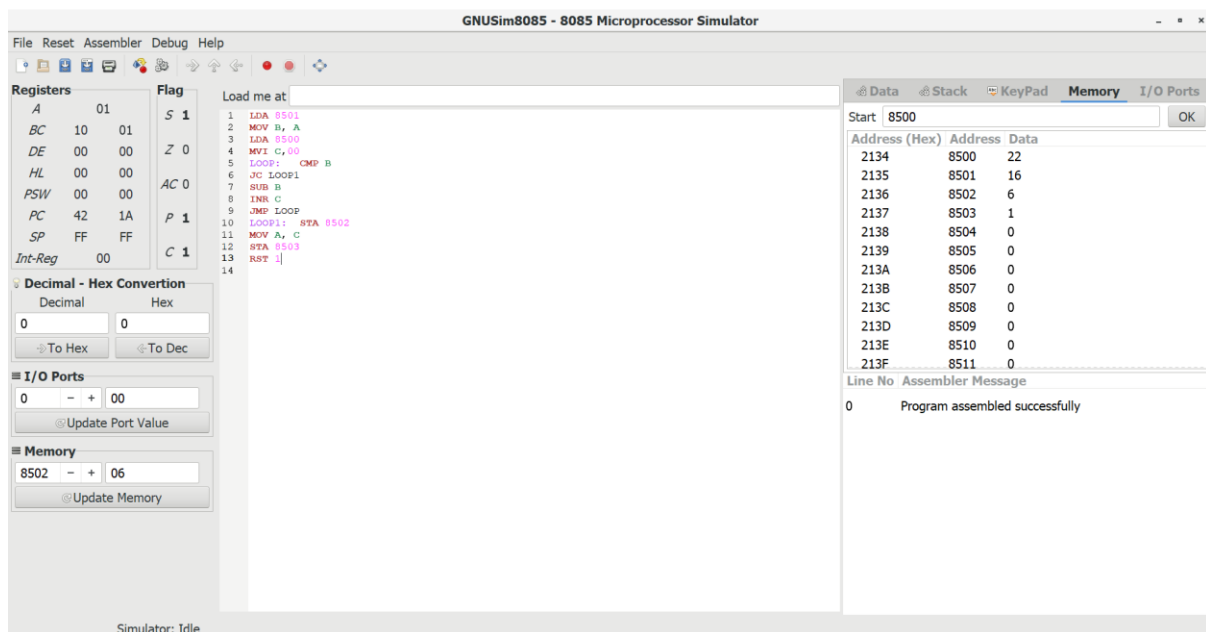 GNUSim8085 - 8085 Microprocessor Simulator
File Reset Assembler Debug Help
Registers
A 01
BC 10 01
DE 00 00
HL 00 00
PSW 00 00
PC 42 1A
SP FF FF
Int-Reg 00
Flag
S 1
Z 0
AC 0
P 1
C 1
Decimal - Hex Convertion
Decimal Hex
0 0
To Hex To Dec
I/O Ports
0 - + 00
Update Port Value
Memory
8502 - + 06
Update Memory
Load me at
1 LDA 8501
2 MOV B, A
3 LDA 8500
4 MVI C,00
5 LOOP: CMP B
6 JC LOOP1
7 SUB B
8 INR C
9 JMP LOOP
10 LOOP1: STA 8502
11 MOV A, C
12 STA 8503
13 RST 1
14
Data Stack KeyPad Memory I/O Ports
Start 8500 OK
Address (Hex) Address Data
2134 8500 22
2135 8501 16
2136 8502 6
2137 8503 1
2138 8504 0
2139 8505 0
213A 8506 0
213B 8507 0
213C 8508 0
213D 8509 0
213E 8510 0
213F 8511 0
Line No Assembler Message
0 Program assembled successfully
Simulator: Idle